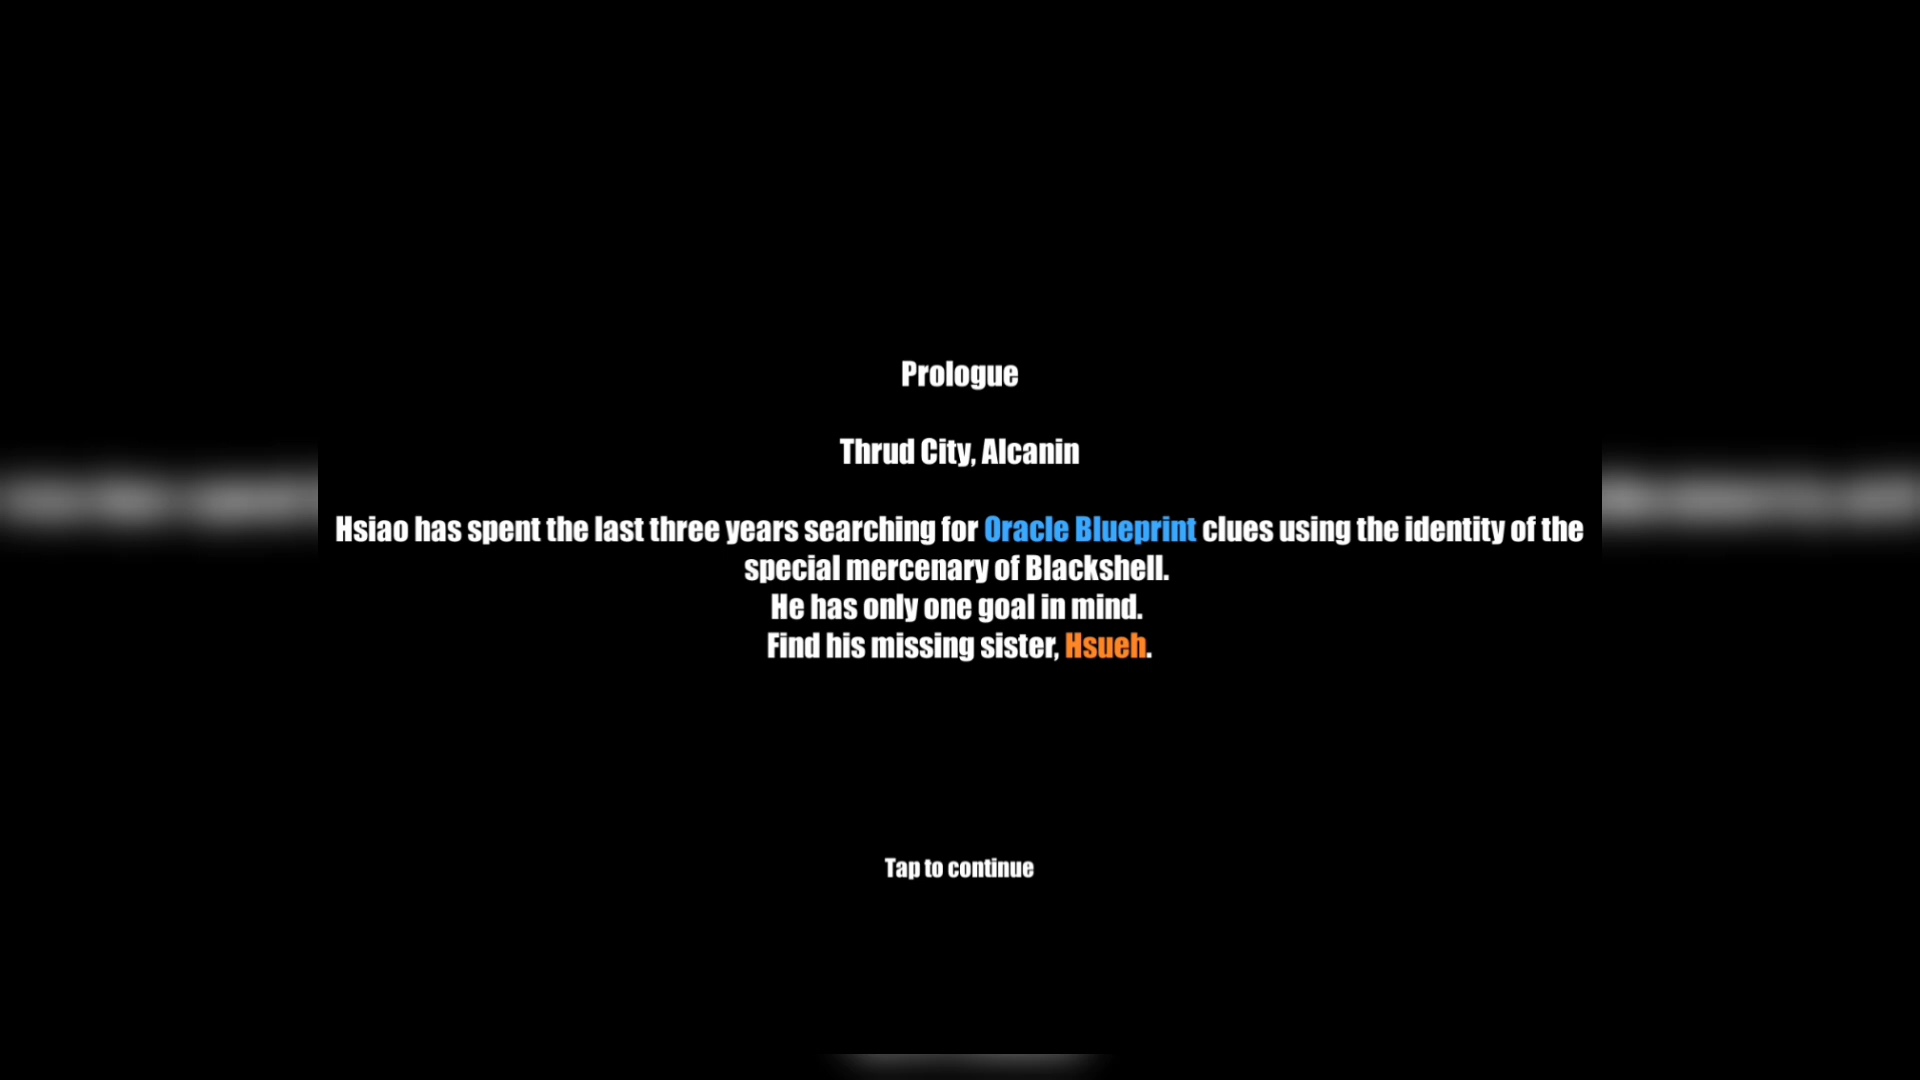 Prologue
Thrud City, Alcanin
Hsiao has spent the last three years searching for Oracle Blueprint clues using the identity of the
special mercenary of Blackshell.
He has only one goal in mind.
Find his missing sister, Hsueh.
Tap to continue